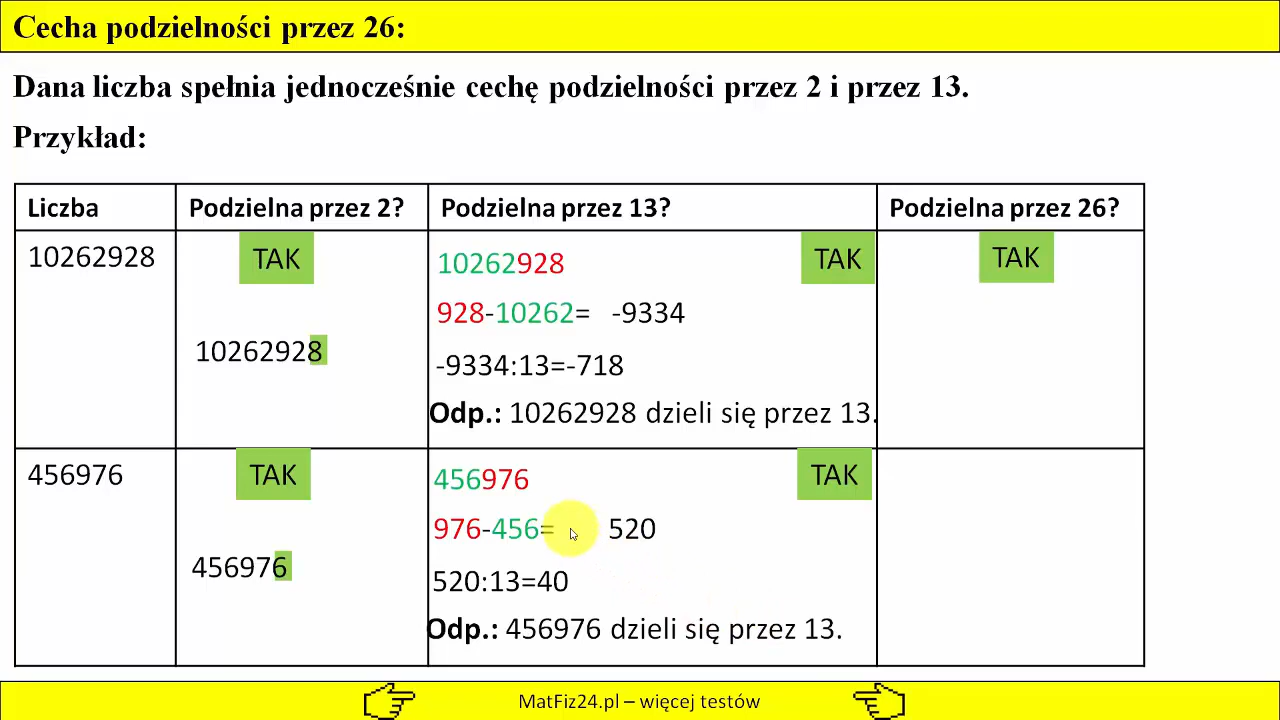 Cecha podzielności przez 26:
Dana liczba spełnia jednocześnie cechę podzielności przez 2 i przez 13.
Przykład:
Liczba Podzielna przez 2? Podzielna przez 13? Podzielna przez 26?
10262928 TAK 10262928 TAK TAK
928-10262= -9334
10262928
-9334:13=-718
Odp.: 10262928 dzieli się przez 13.
456976 TAK 456976 TAK
976-456= 520
456976
520:13=40
Odp.: 456976 dzieli się przez 13.
MatFiz24.pl – więcej testów